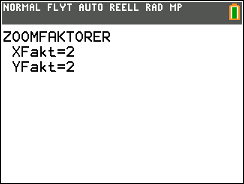 NORMAL FLYT AUTO REELL RAD MP
ZOOMFAKTORER
XFakt=2
YFakt=2